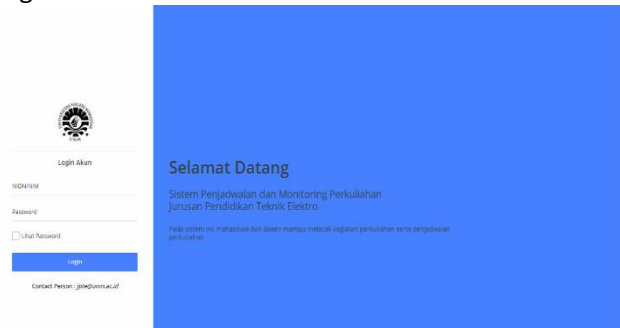 Login Akun
NIDN/NIM
Password
Lihat Password
Login
Contact Person : jpte@unm.ac.id
Selamat Datang
Sistem Penjadwalan dan Monitoring Perkuliahan
Jurusan Pendidikan Teknik Elektro
Pada sistem ini, mahasiswa dan dosen mampu melacak kegiatan perkuliahan serta penjadwalan
perkuliahan